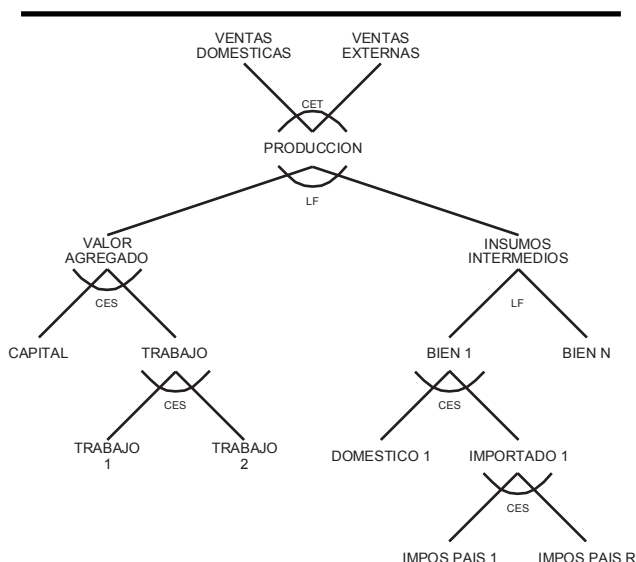 VENTAS
DOMESTICAS
VENTAS
EXTERNAS
CET
PRODUCCION
LF
VALOR
AGREGADO
INSUMOS
INTERMEDIOS
CES
LF
CAPITAL
TRABAJO
BIEN 1
BIEN N
CES
CES
TRABAJO
1
TRABAJO
2
DOMESTICO 1
IMPORTADO 1
CES
IMPOS PAIS 1
IMPOS PAIS R